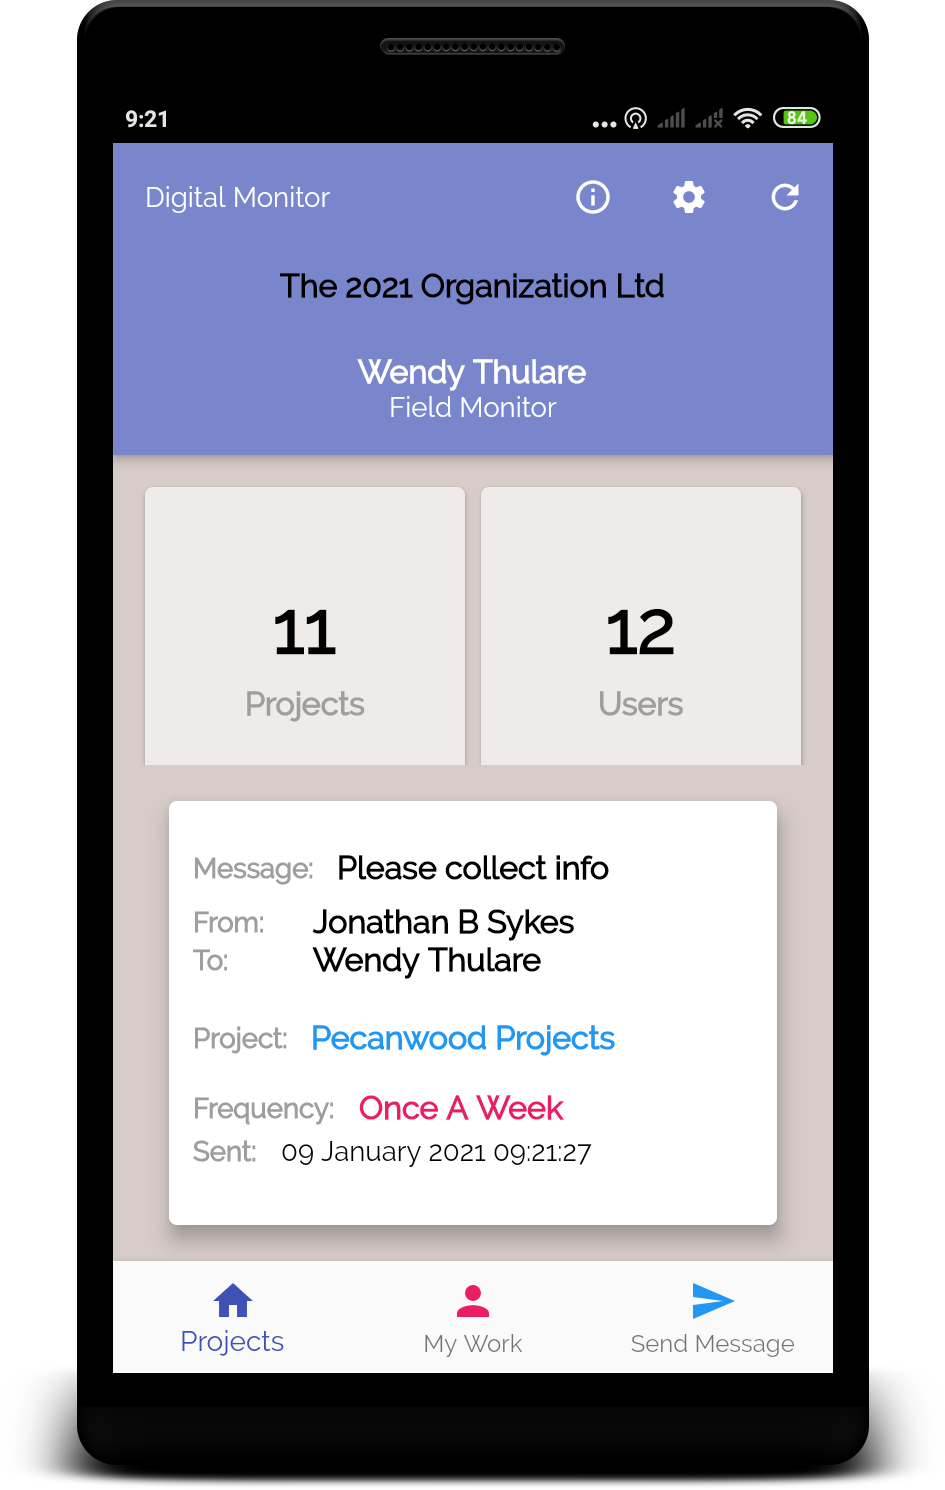 9:21
84
Digital Monitor
The 2021 Organization Ltd
Wendy Thulare
Field Monitor
11
Projects
12
Users
Message: Please collect info
From: Jonathan B Sykes
To: Wendy Thulare
Project: Pecanwood Projects
Frequency: Once A Week
Sent: 09 January 2021 09:21:27
Projects
My Work
Send Message